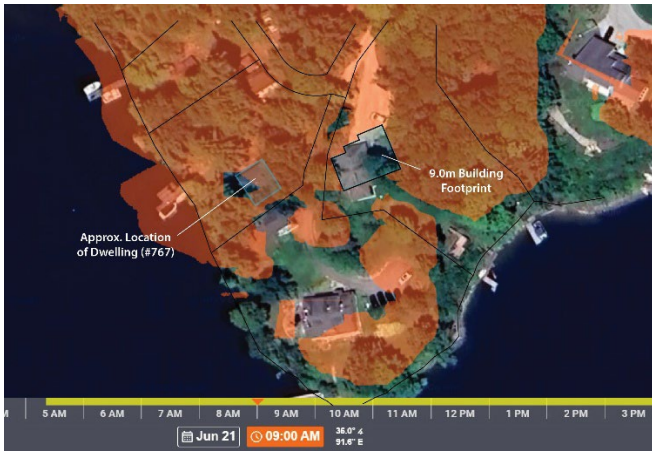 9.0m Building
Footprint
Approx. Location
of Dwelling (#767)
5 AM 6 AM 7 AM 8 AM 9 AM 10 AM 11 AM 12 PM 1 PM 2 PM 3 PM
Jun 21 09:00 AM
91.6° E